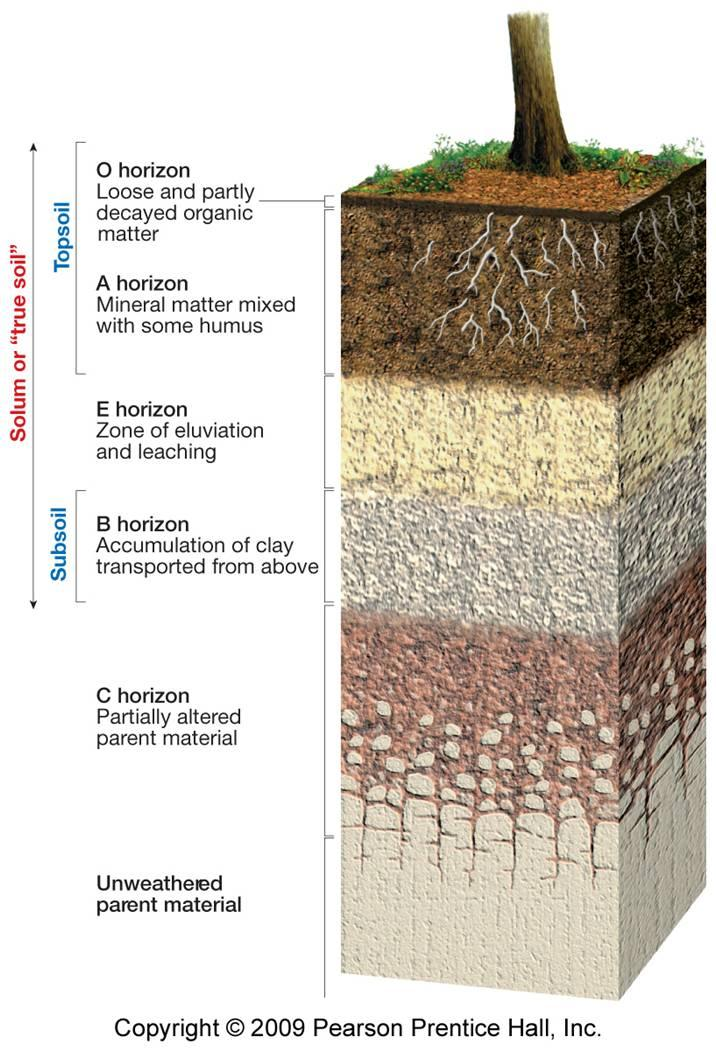 Solum or “true soil”
Topsoil
O horizon
Loose and partly
decayed organic
matter
A horizon
Mineral matter mixed
with some humus
E horizon
Zone of eluviation
and leaching
Subsoil
B horizon
Accumulation of clay
transported from above
C horizon
Partially altered
parent material
Unweathered
parent material
Copyright © 2009 Pearson Prentice Hall, Inc.